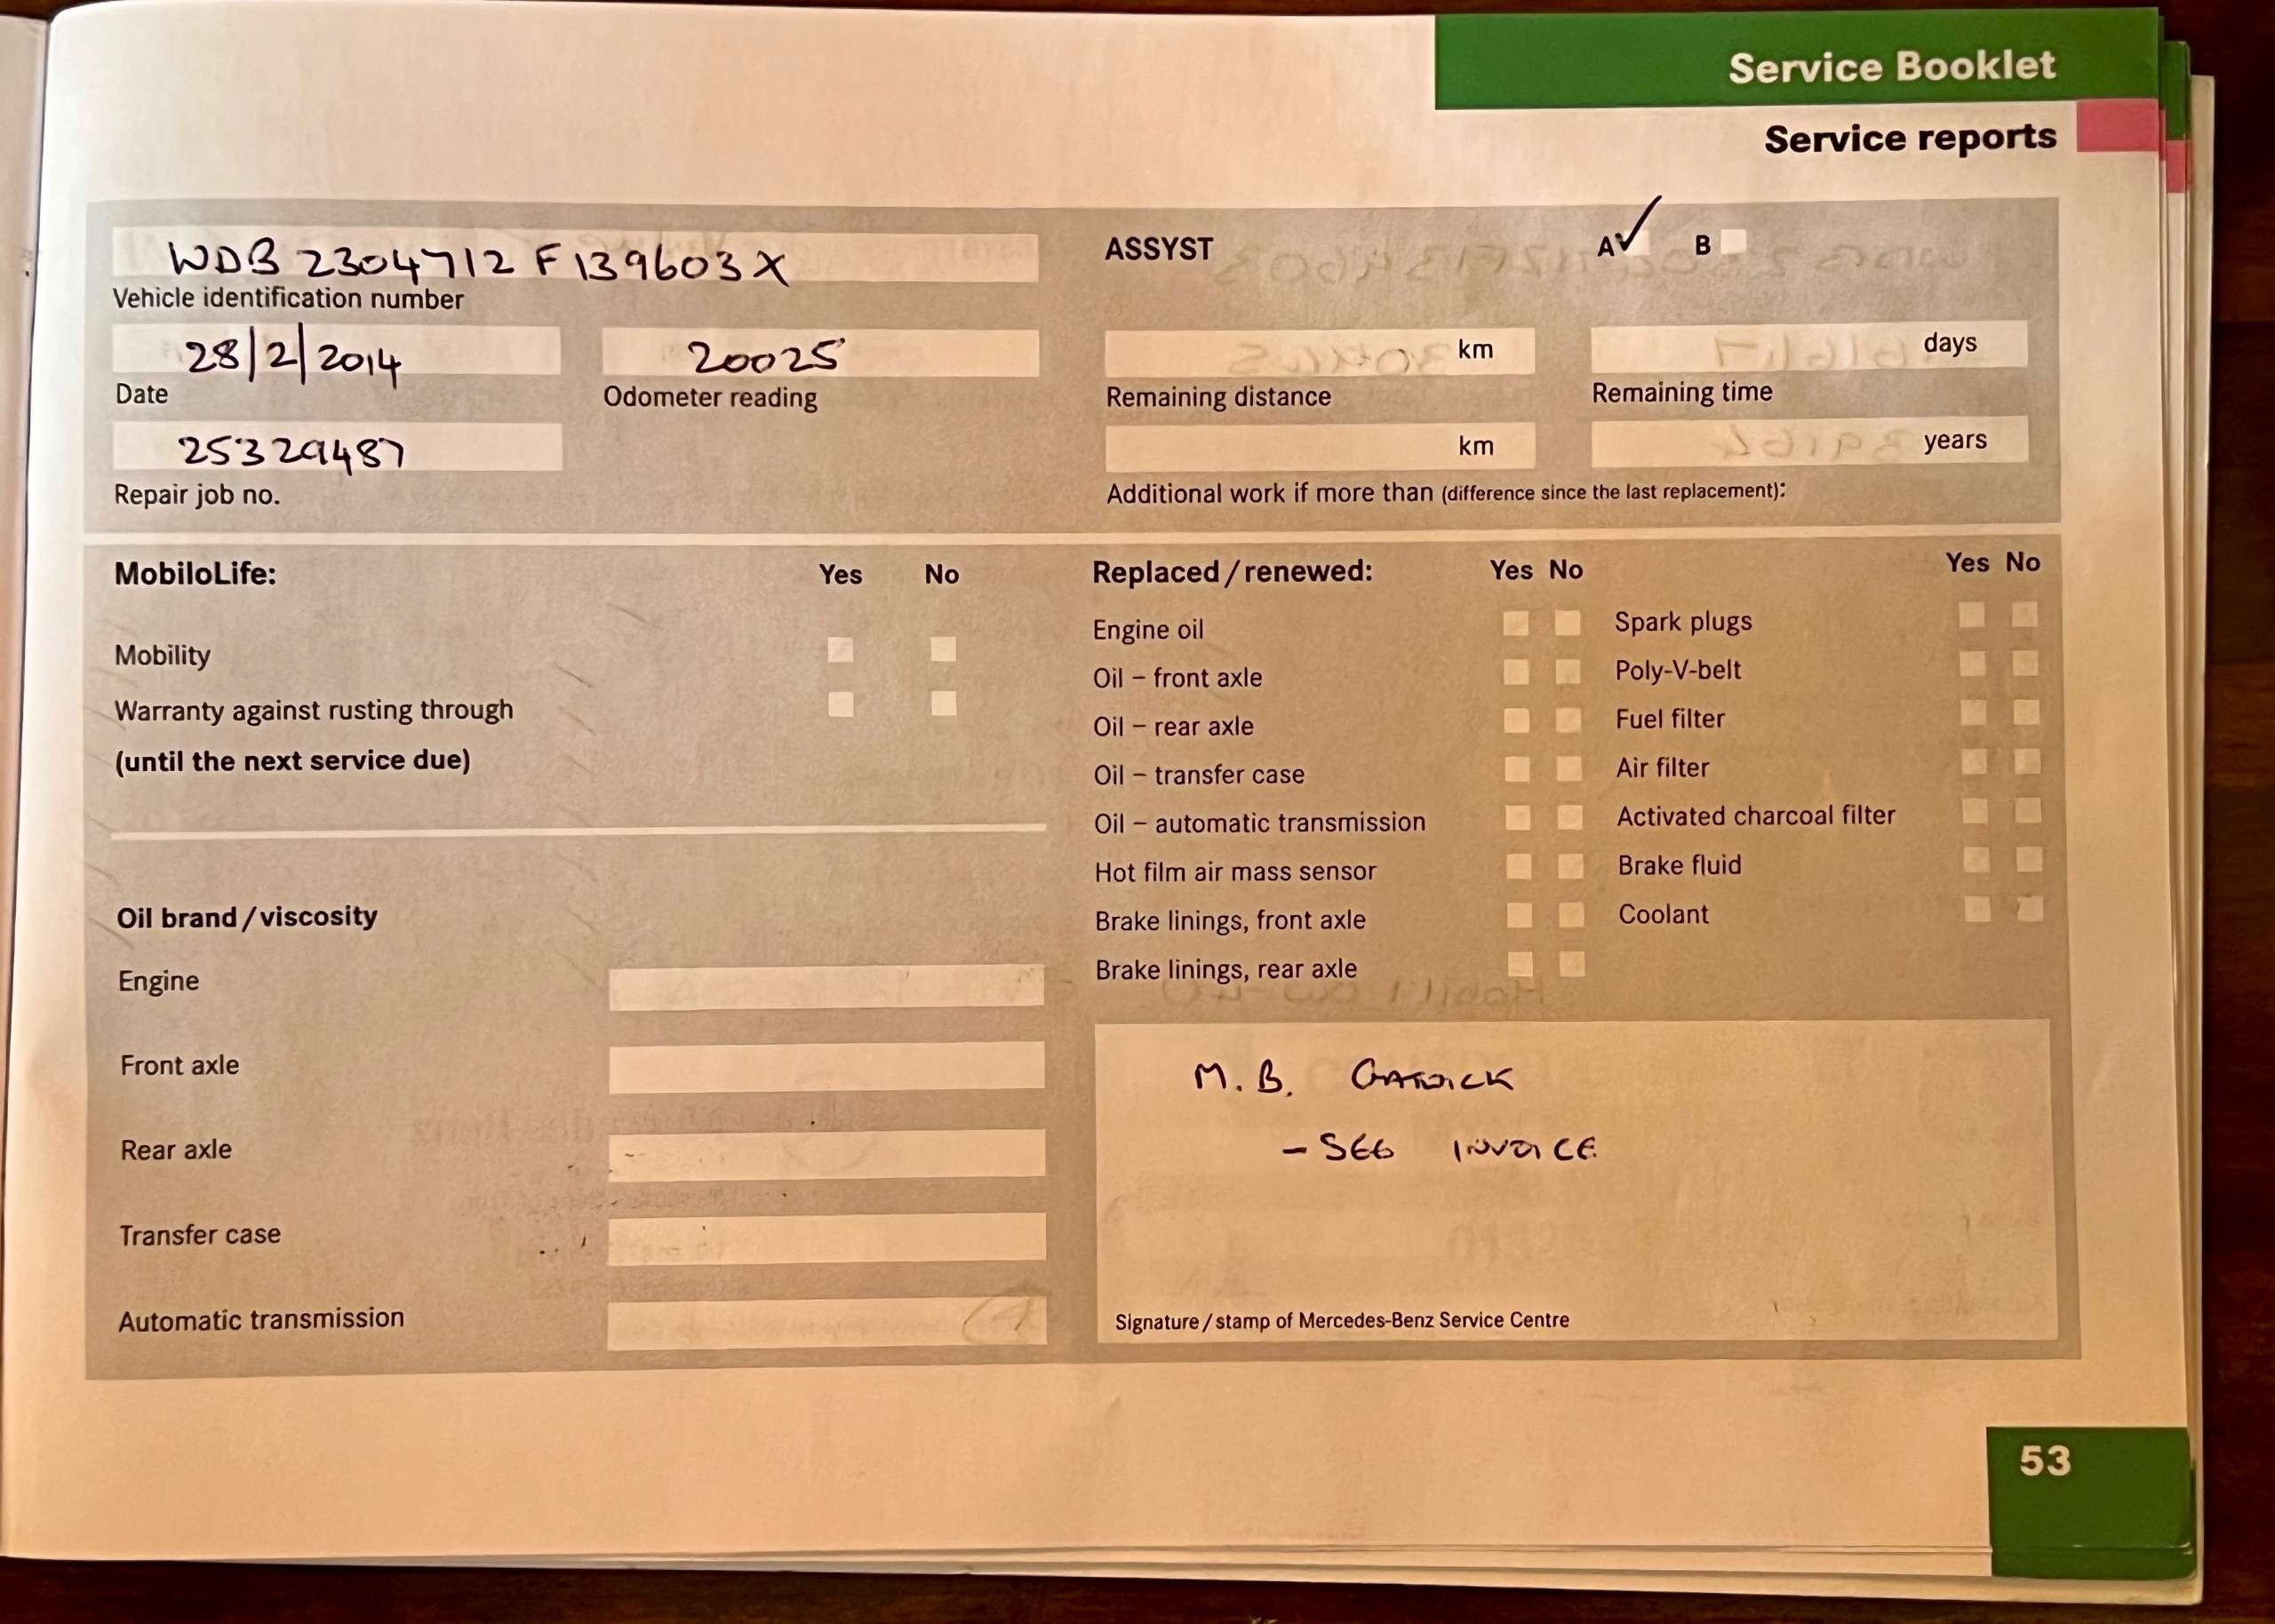 Service Booklet
Service reports
WDB 2304712 F 139603 X
Vehicle identification number
ASSYST A ✓ B
28/2/2014
Date
20025
Odometer reading
km
Remaining distance
days
Remaining time
25329487
Repair job no.
km
years
Additional work if more than (difference since the last replacement):
MobiloLife: Yes No
Mobility
Warranty against rusting through
(until the next service due)
Oil brand / viscosity
Engine
Front axle
Rear axle
Transfer case
Automatic transmission
Replaced / renewed: Yes No
Engine oil
Oil – front axle
Oil – rear axle
Oil – transfer case
Oil – automatic transmission
Hot film air mass sensor
Brake linings, front axle
Brake linings, rear axle
Yes No
Spark plugs
Poly-V-belt
Fuel filter
Air filter
Activated charcoal filter
Brake fluid
Coolant
M. B. GATWICK
- SEE INVOICE
Signature / stamp of Mercedes-Benz Service Centre
53